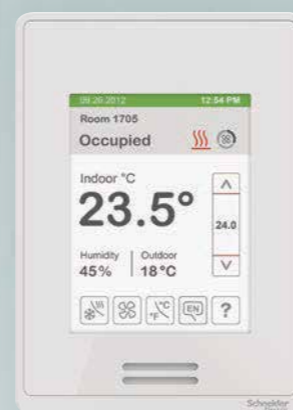 09.26.2012 12:54 PM
Room 1705
Occupied
Indoor °C
23.5°
24.0
Humidity Outdoor
45% 18°C
°F °C EN ?
Schneider